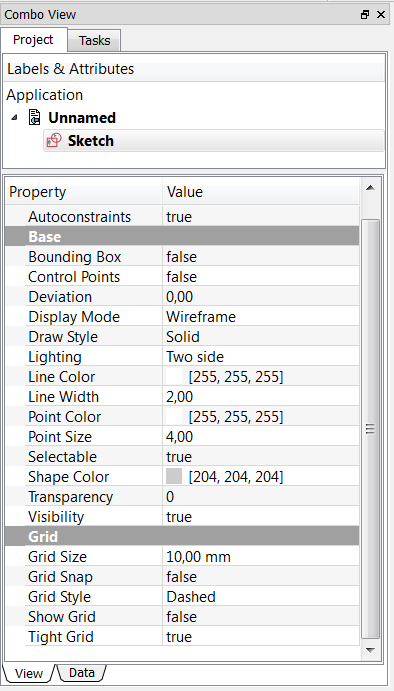 Combo View
Project Tasks
Labels & Attributes
Application
Unnamed
Sketch
Property Value
Autoconstraints true
Base
Bounding Box false
Control Points false
Deviation 0,00
Display Mode Wireframe
Draw Style Solid
Lighting Two side
Line Color [255, 255, 255]
Line Width 2,00
Point Color [255, 255, 255]
Point Size 4,00
Selectable true
Shape Color [204, 204, 204]
Transparency 0
Visibility true
Grid
Grid Size 10,00 mm
Grid Snap false
Grid Style Dashed
Show Grid false
Tight Grid true
View Data